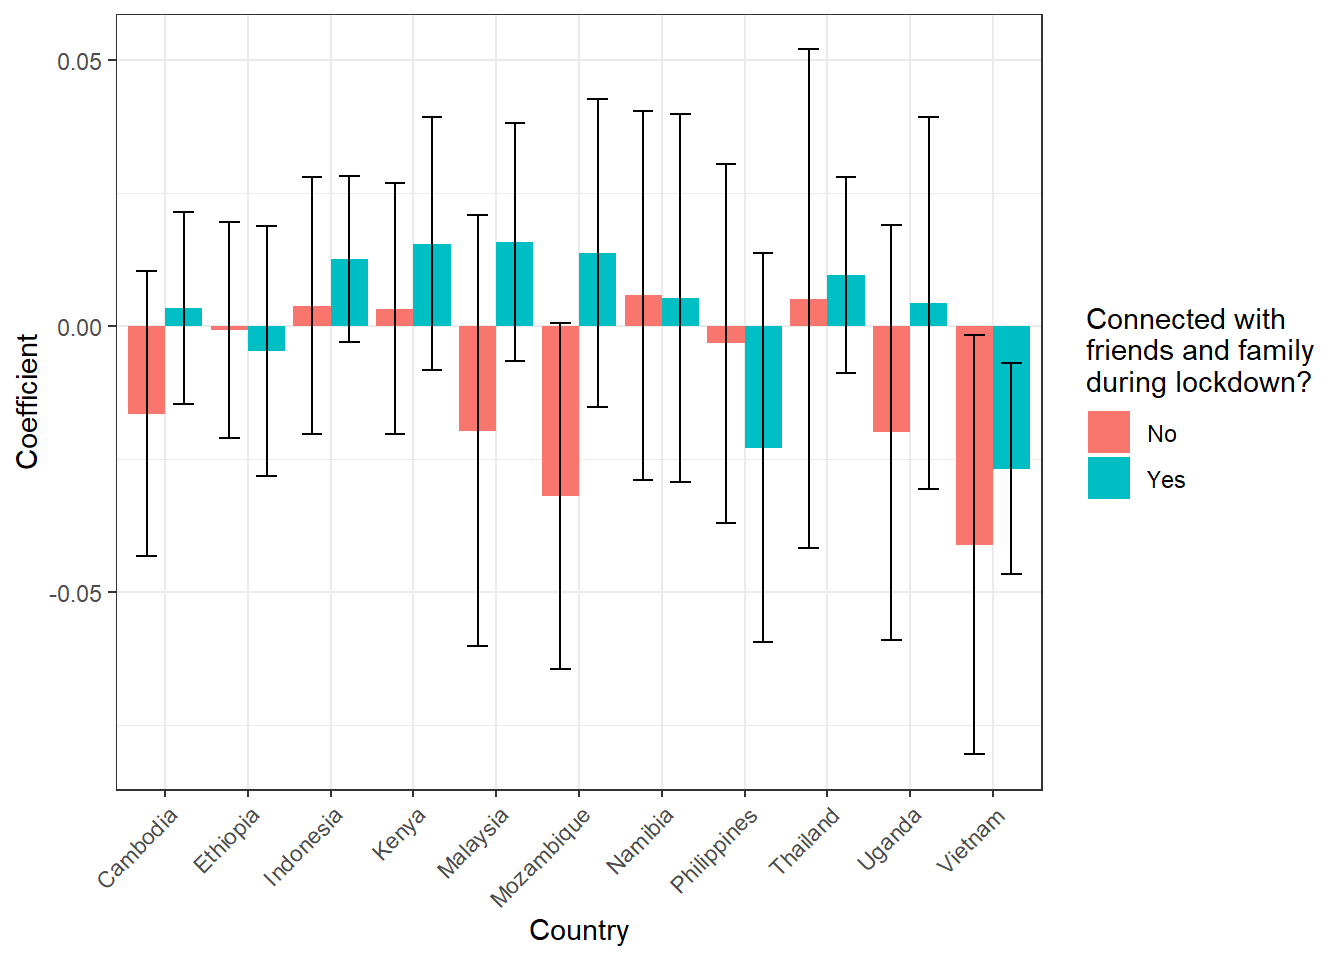 0.05
0.00
-0.05
Coefficient
Cambodia
Ethiopia
Indonesia
Kenya
Malaysia
Mozambique
Namibia
Philippines
Thailand
Uganda
Vietnam
Country
Connected with
friends and family
during lockdown?
No
Yes